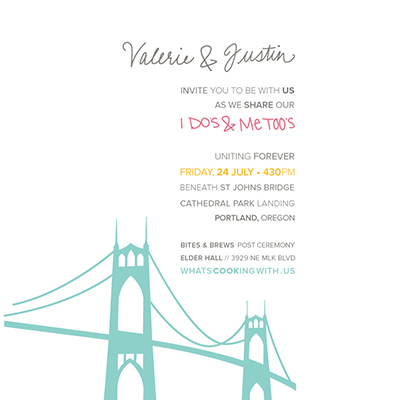 Valerie & Justin
INVITE YOU TO BE WITH US
AS WE SHARE OUR
I DO'S & ME TOO'S
UNITING FOREVER
FRIDAY, 24 JULY • 430PM
BENEATH ST JOHNS BRIDGE
CATHEDRAL PARK LANDING
PORTLAND, OREGON
BITES & BREWS POST CEREMONY
ELDER HALL // 3929 NE MLK BLVD
WHATSCOOKINGWITH.US